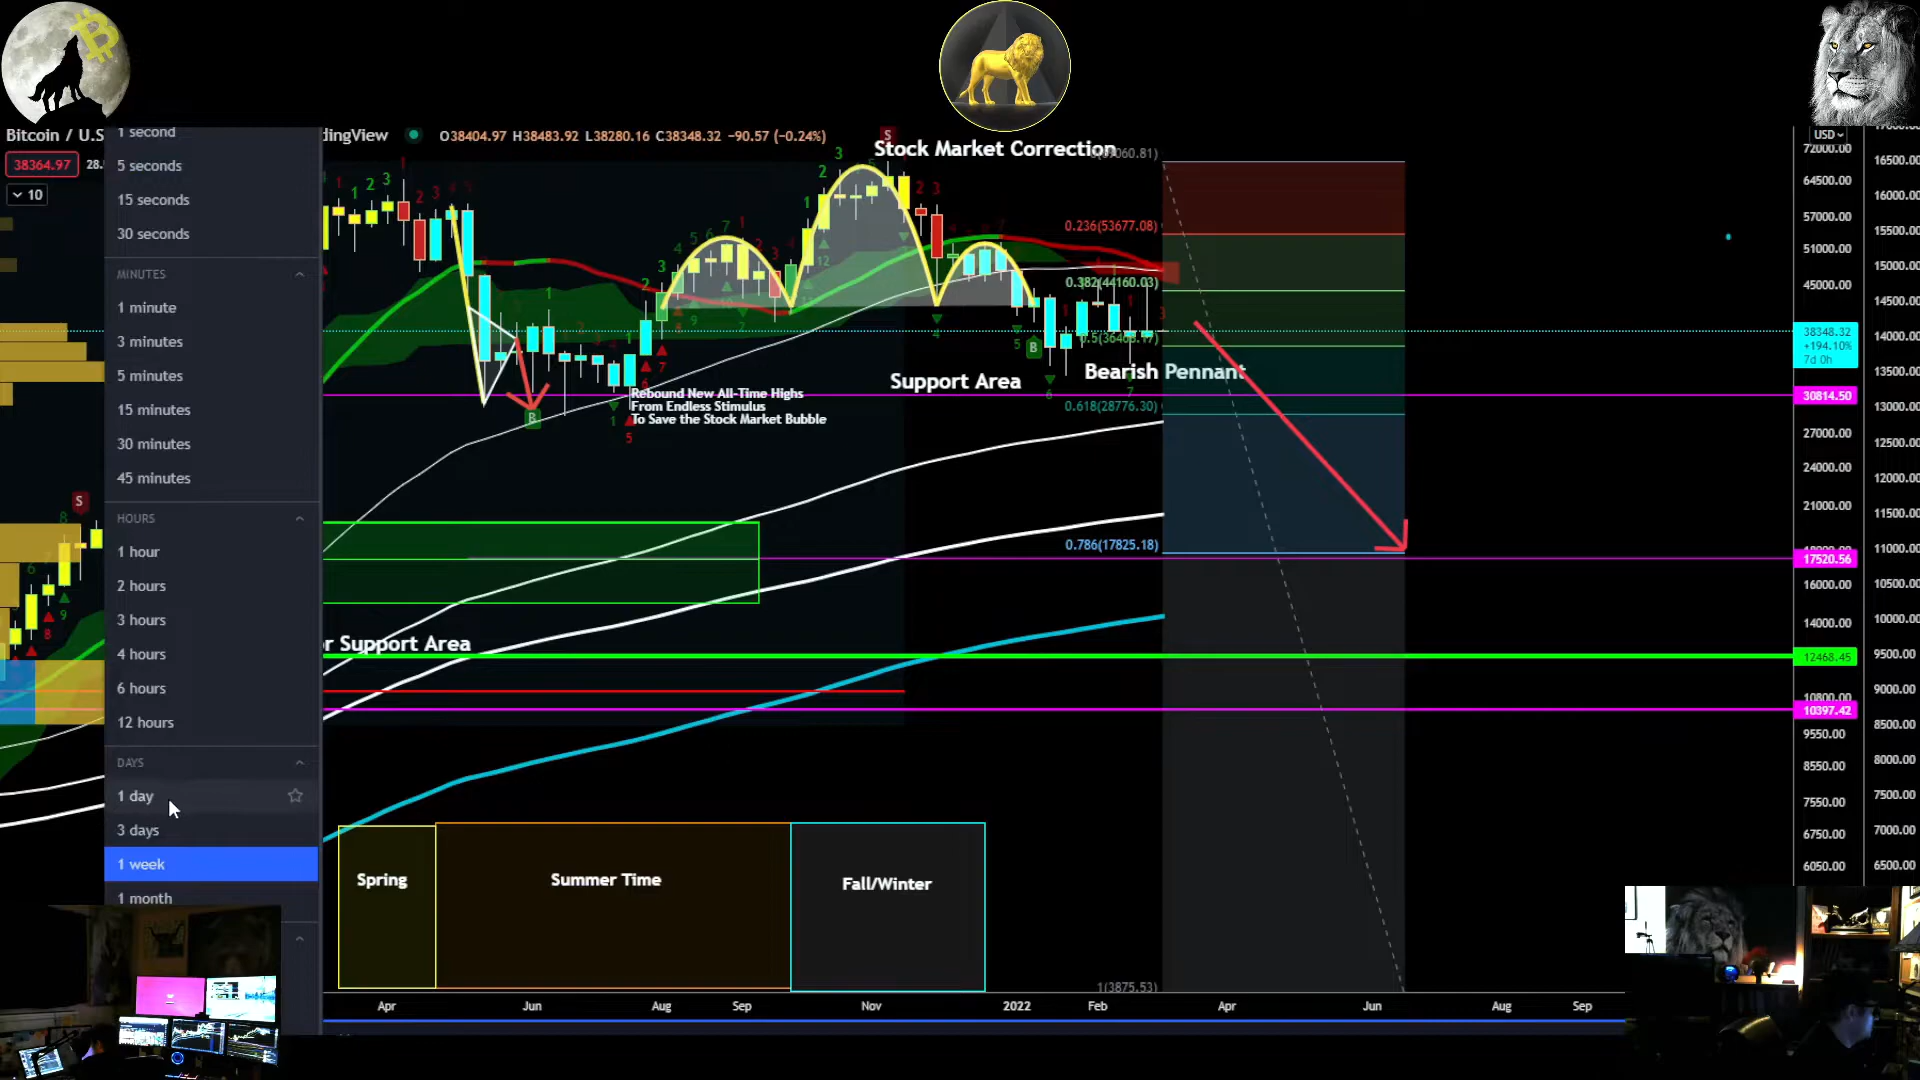 Bitcoin / U.S
dingView
O38404.97 H38483.92 L38280.16 C38348.32 −90.57 (−0.24%)
38364.97
10
1 second
5 seconds
15 seconds
30 seconds
MINUTES
1 minute
3 minutes
5 minutes
15 minutes
30 minutes
45 minutes
HOURS
1 hour
2 hours
3 hours
4 hours
6 hours
12 hours
DAYS
1 day
3 days
1 week
1 month
Stock Market Correction
0.236(53677.08)
0.382(44160.03)
Support Area
Bearish Pennant
0.618(28776.30)
Rebound New All-Time Highs
From Endless Stimulus
To Save the Stock Market Bubble
0.786(17825.18)
r Support Area
1(3875.53)
Spring
Summer Time
Fall/Winter
Apr
Jun
Aug
Sep
Nov
2022
Feb
Apr
Jun
Aug
Sep
USD
72000.00
64500.00
57000.00
51000.00
45000.00
38348.32
+194.10%
7d 0h
30814.50
27000.00
24000.00
21000.00
17520.56
16000.00
14000.00
12468.45
10800.00
10397.42
9550.00
8550.00
7550.00
6750.00
6050.00
16500.00
16000.00
15500.00
15000.00
14500.00
14000.00
13500.00
13000.00
12500.00
12000.00
11500.00
11000.00
10500.00
10000.00
9500.00
9000.00
8500.00
8000.00
7500.00
7000.00
6500.00